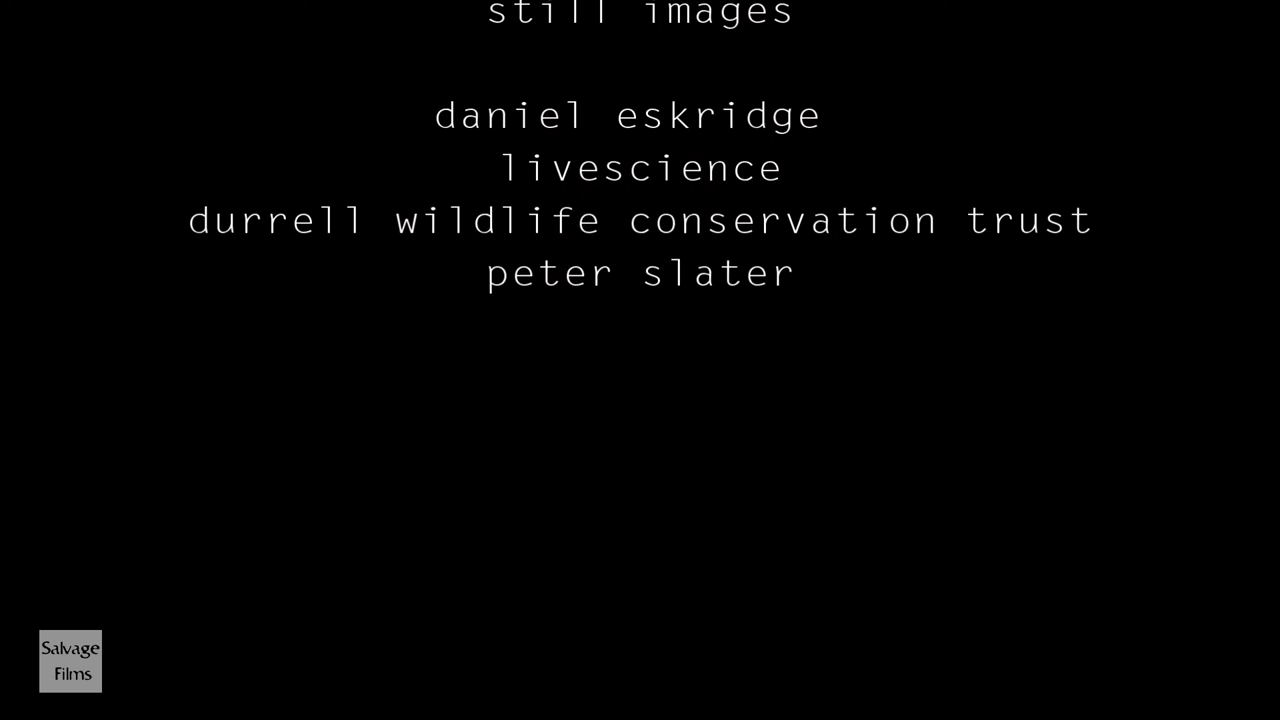 still images
daniel eskridge
livescience
durrell wildlife conservation trust
peter slater
Salvage
Films